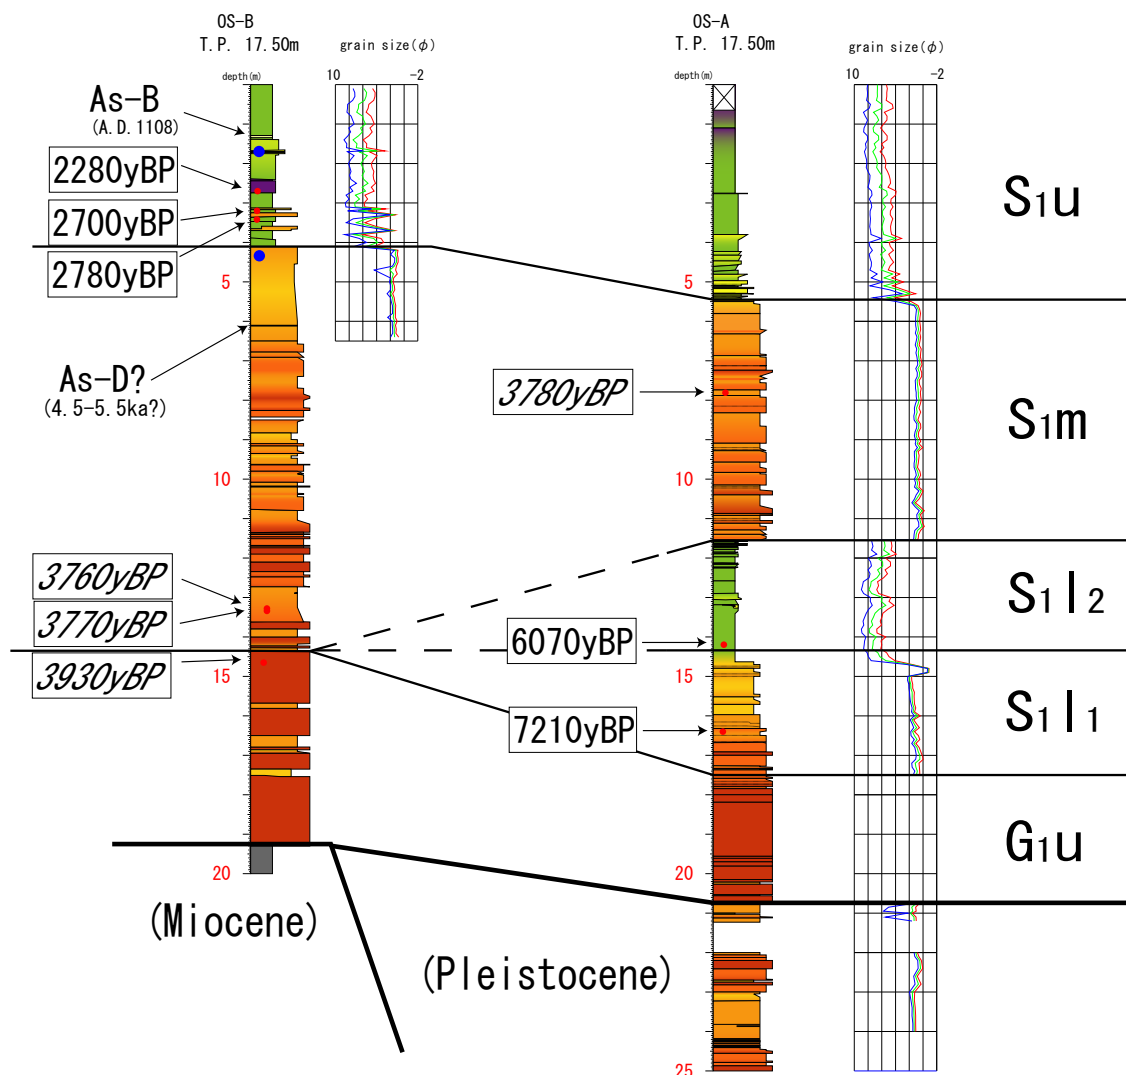 OS-B
T.P. 17.50m
grain size(φ)
depth(m)
10
-2
As-B
(A.D.1108)
2280yBP
2700yBP
2780yBP
5
As-D?
(4.5-5.5ka?)
10
3760yBP
3770yBP
3930yBP
15
20
(Miocene)
OS-A
T.P. 17.50m
grain size(φ)
depth(m)
10
-2
5
3780yBP
10
6070yBP
15
7210yBP
20
(Pleistocene)
25
S1u
S1m
S1l2
S1l1
G1u